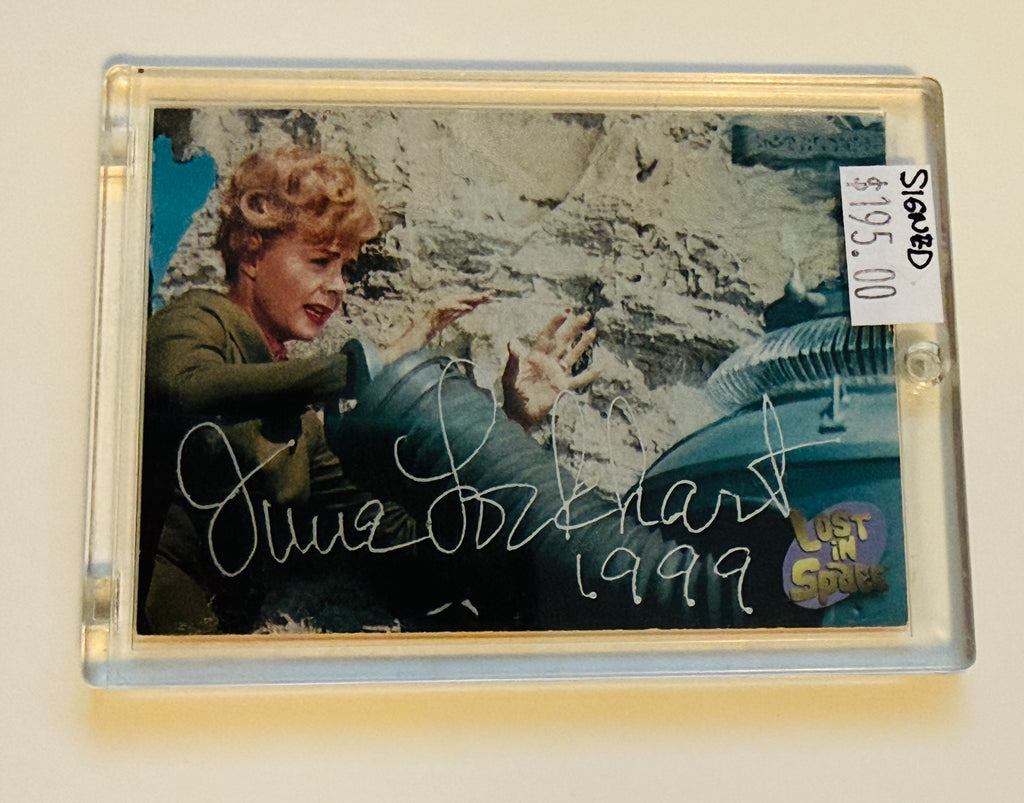 SIGNED
$195.00
June Lockhart
1999
LOST
IN
SPACE